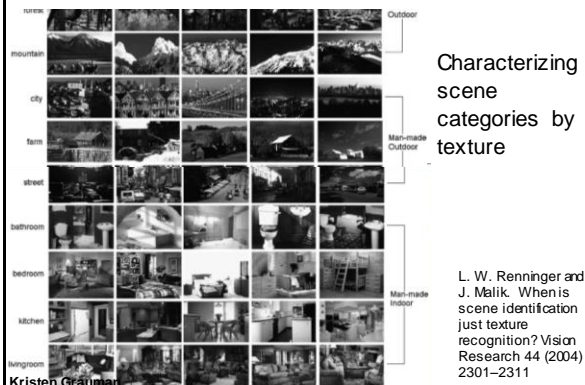 forest
Outdoor
mountain
city
farm
Man-made
Outdoor
street
bathroom
bedroom
Man-made
Indoor
kitchen
livingroom
Kristen Grauman
Characterizing
scene
categories by
texture
L. W. Renninger and
J. Malik. When is
scene identification
just texture
recognition? Vision
Research 44 (2004)
2301–2311